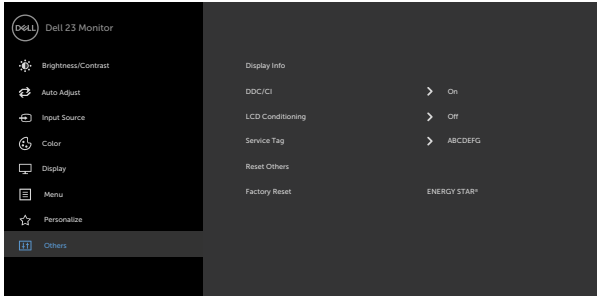 DELL Dell 23 Monitor
Brightness/Contrast
Auto Adjust
Input Source
Color
Display
Menu
Personalize
Others
Display Info
DDC/CI On
LCD Conditioning Off
Service Tag ABCDEFG
Reset Others
Factory Reset ENERGY STAR®